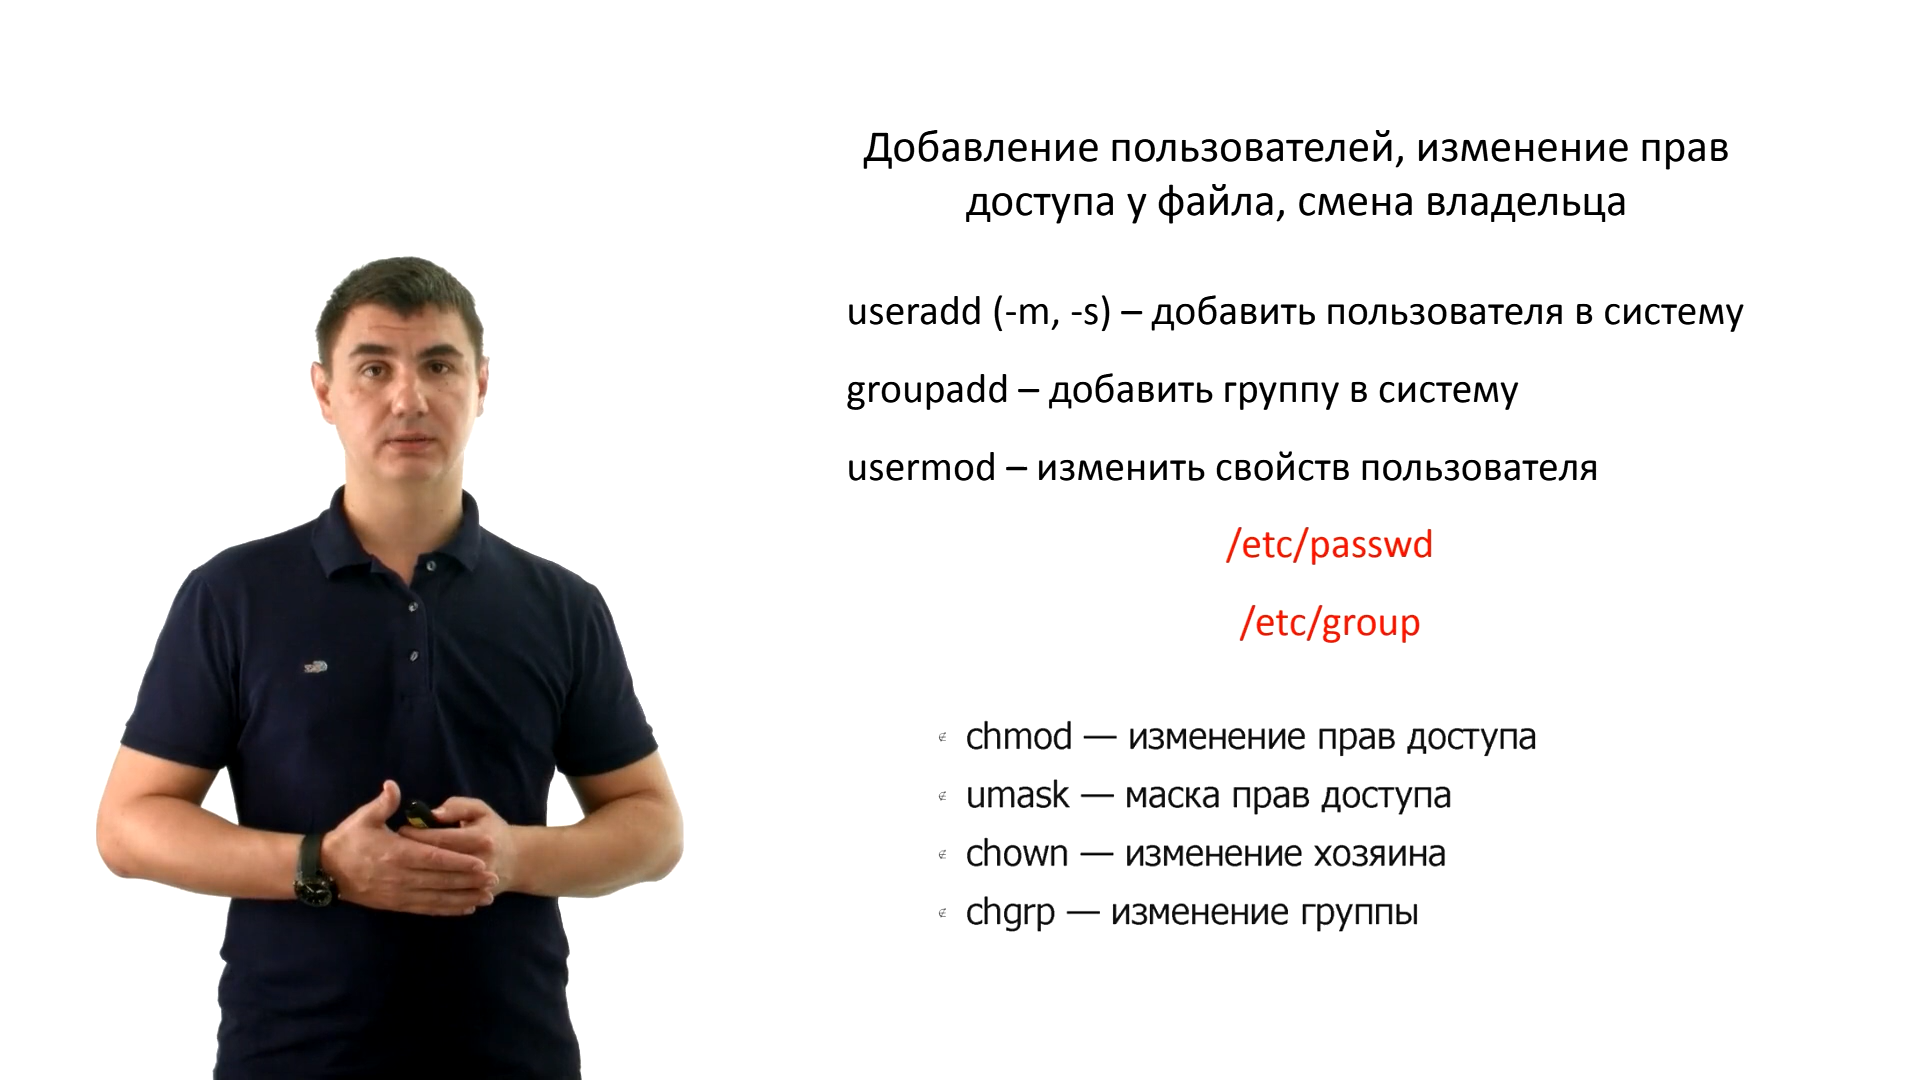 Добавление пользователей, изменение прав
доступа у файла, смена владельца
useradd (-m, -s) – добавить пользователя в систему
groupadd – добавить группу в систему
usermod – изменить свойств пользователя
/etc/passwd
/etc/group
chmod — изменение прав доступа
umask — маска прав доступа
chown — изменение хозяина
chgrp — изменение группы